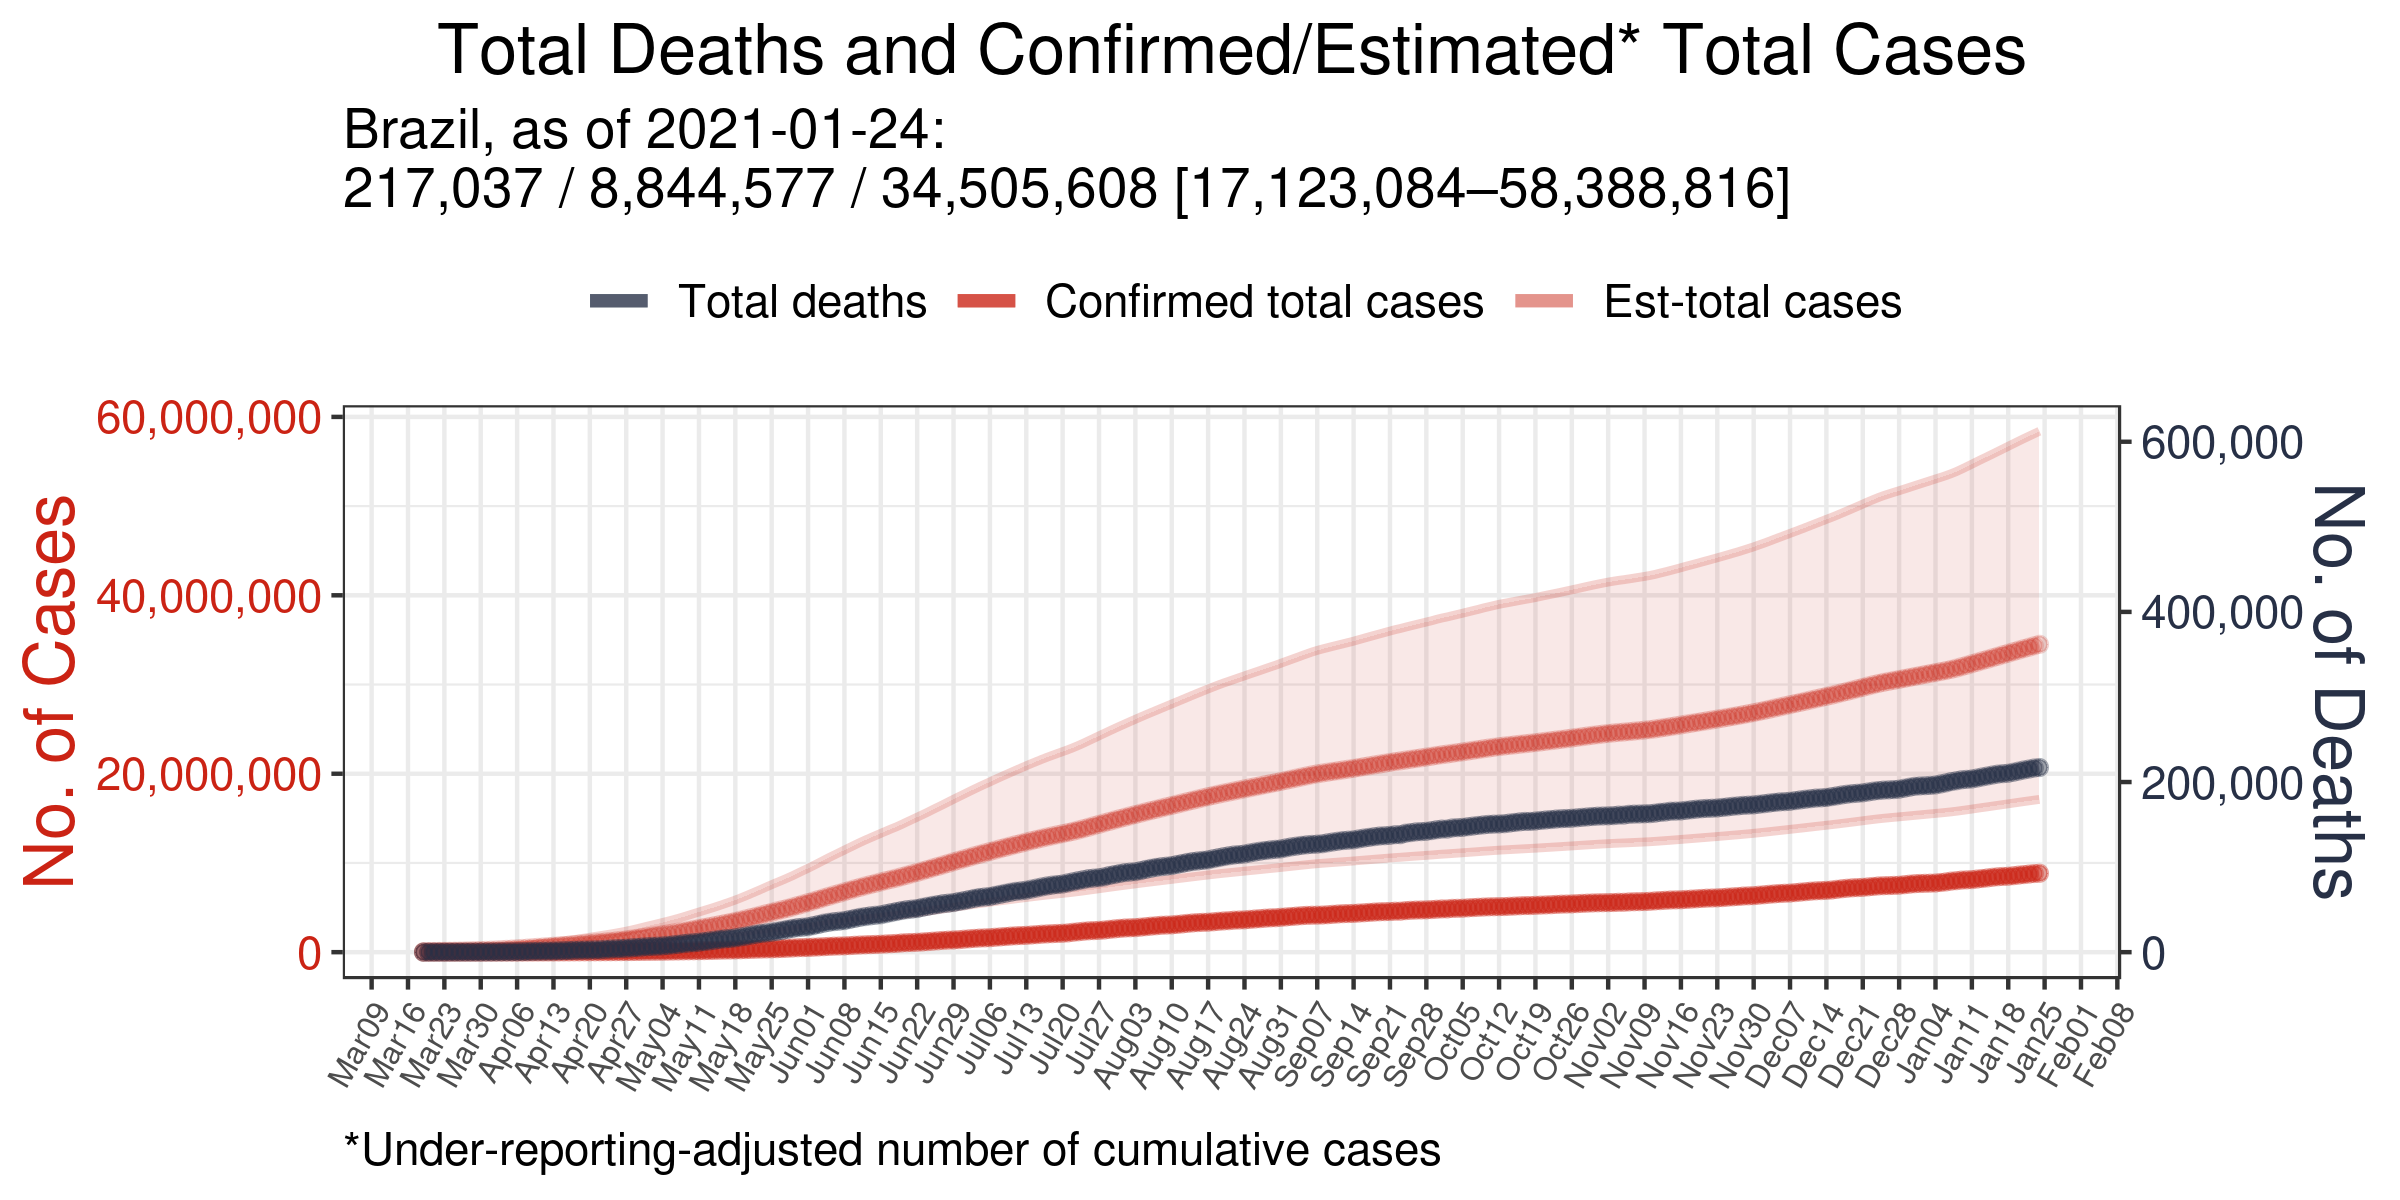 Total Deaths and Confirmed/Estimated* Total Cases
Brazil, as of 2021-01-24:
217,037 / 8,844,577 / 34,505,608 [17,123,084–58,388,816]
Total deaths
Confirmed total cases
Est-total cases
No. of Cases
60,000,000
40,000,000
20,000,000
0
600,000
400,000
200,000
0
No. of Deaths
Mar09
Mar16
Mar23
Mar30
Apr06
Apr13
Apr20
Apr27
May04
May11
May18
May25
Jun01
Jun08
Jun15
Jun22
Jun29
Jul06
Jul13
Jul20
Jul27
Aug03
Aug10
Aug17
Aug24
Aug31
Sep07
Sep14
Sep21
Sep28
Oct05
Oct12
Oct19
Oct26
Nov02
Nov09
Nov16
Nov23
Nov30
Dec07
Dec14
Dec21
Dec28
Jan04
Jan11
Jan18
Jan25
Feb01
Feb08
*Under-reporting-adjusted number of cumulative cases